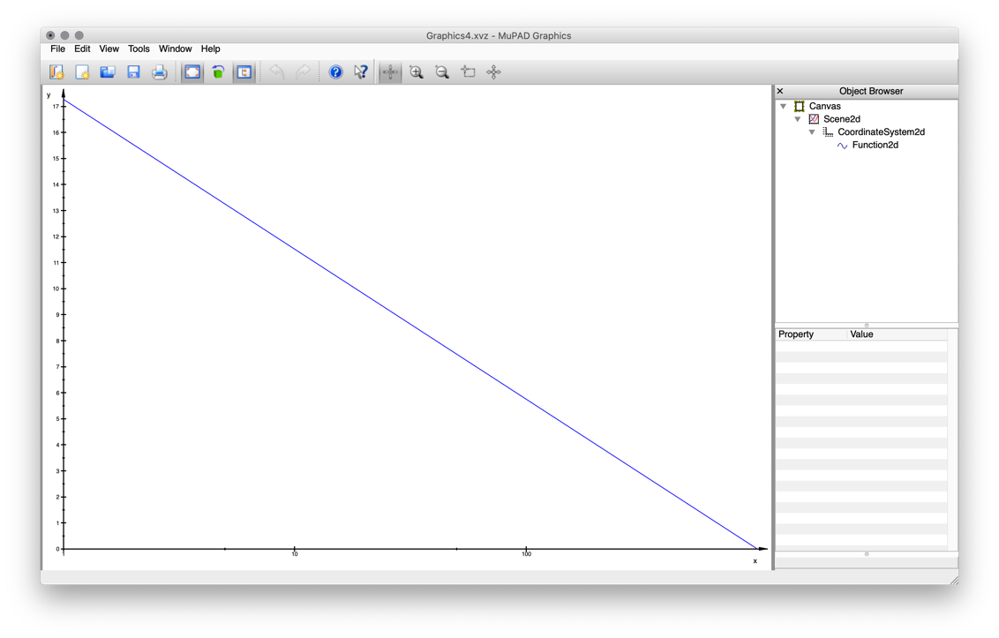 Graphics4.xvz - MuPAD Graphics
File Edit View Tools Window Help
y
17
16
15
14
13
12
11
10
9
8
7
6
5
4
3
2
1
0
1 10 100
x
Object Browser
Canvas
Scene2d
CoordinateSystem2d
Function2d
Property Value